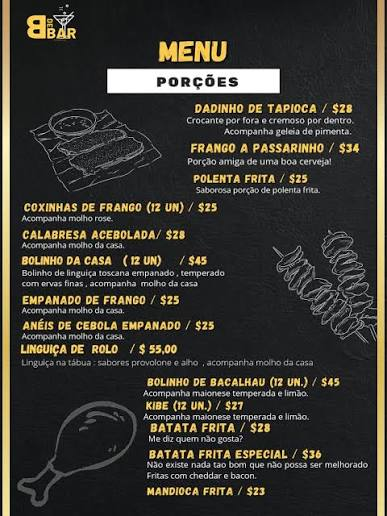 B DE BAR
MENU
PORÇÕES
DADINHO DE TAPIOCA / $28
Crocante por fora e cremoso por dentro.
Acompanha geleia de pimenta.
FRANGO A PASSARINHO / $34
Porção amiga de uma boa cerveja!
POLENTA FRITA / $25
Saborosa porção de polenta frita.
COXINHAS DE FRANGO (12 UN) / $25
Acompanha molho rose.
CALABRESA ACEBOLADA/ $28
Acompanha molho da casa.
BOLINHO DA CASA ( 12 UN) / $45
Bolinho de linguiça toscana empanado , temperado
com ervas finas , acompanha molho da casa
EMPANADO DE FRANGO / $25
Acompanha molho da casa.
ANÉIS DE CEBOLA EMPANADO / $25
Acompanha molho da casa.
LINGUIÇA DE ROLO / $ 55,00
Linguiça na tábua : sabores provolone e alho , acompanha molho da casa
BOLINHO DE BACALHAU (12 UN.) / $45
Acompanha maionese temperada e limão.
KIBE (12 UN.) / $27
Acompanha maionese temperada e limão.
BATATA FRITA / $28
Me diz quem não gosta?
BATATA FRITA ESPECIAL / $36
Não existe nada tao bom que não possa ser melhorado
Fritas com cheddar e bacon.
MANDIOCA FRITA / $23